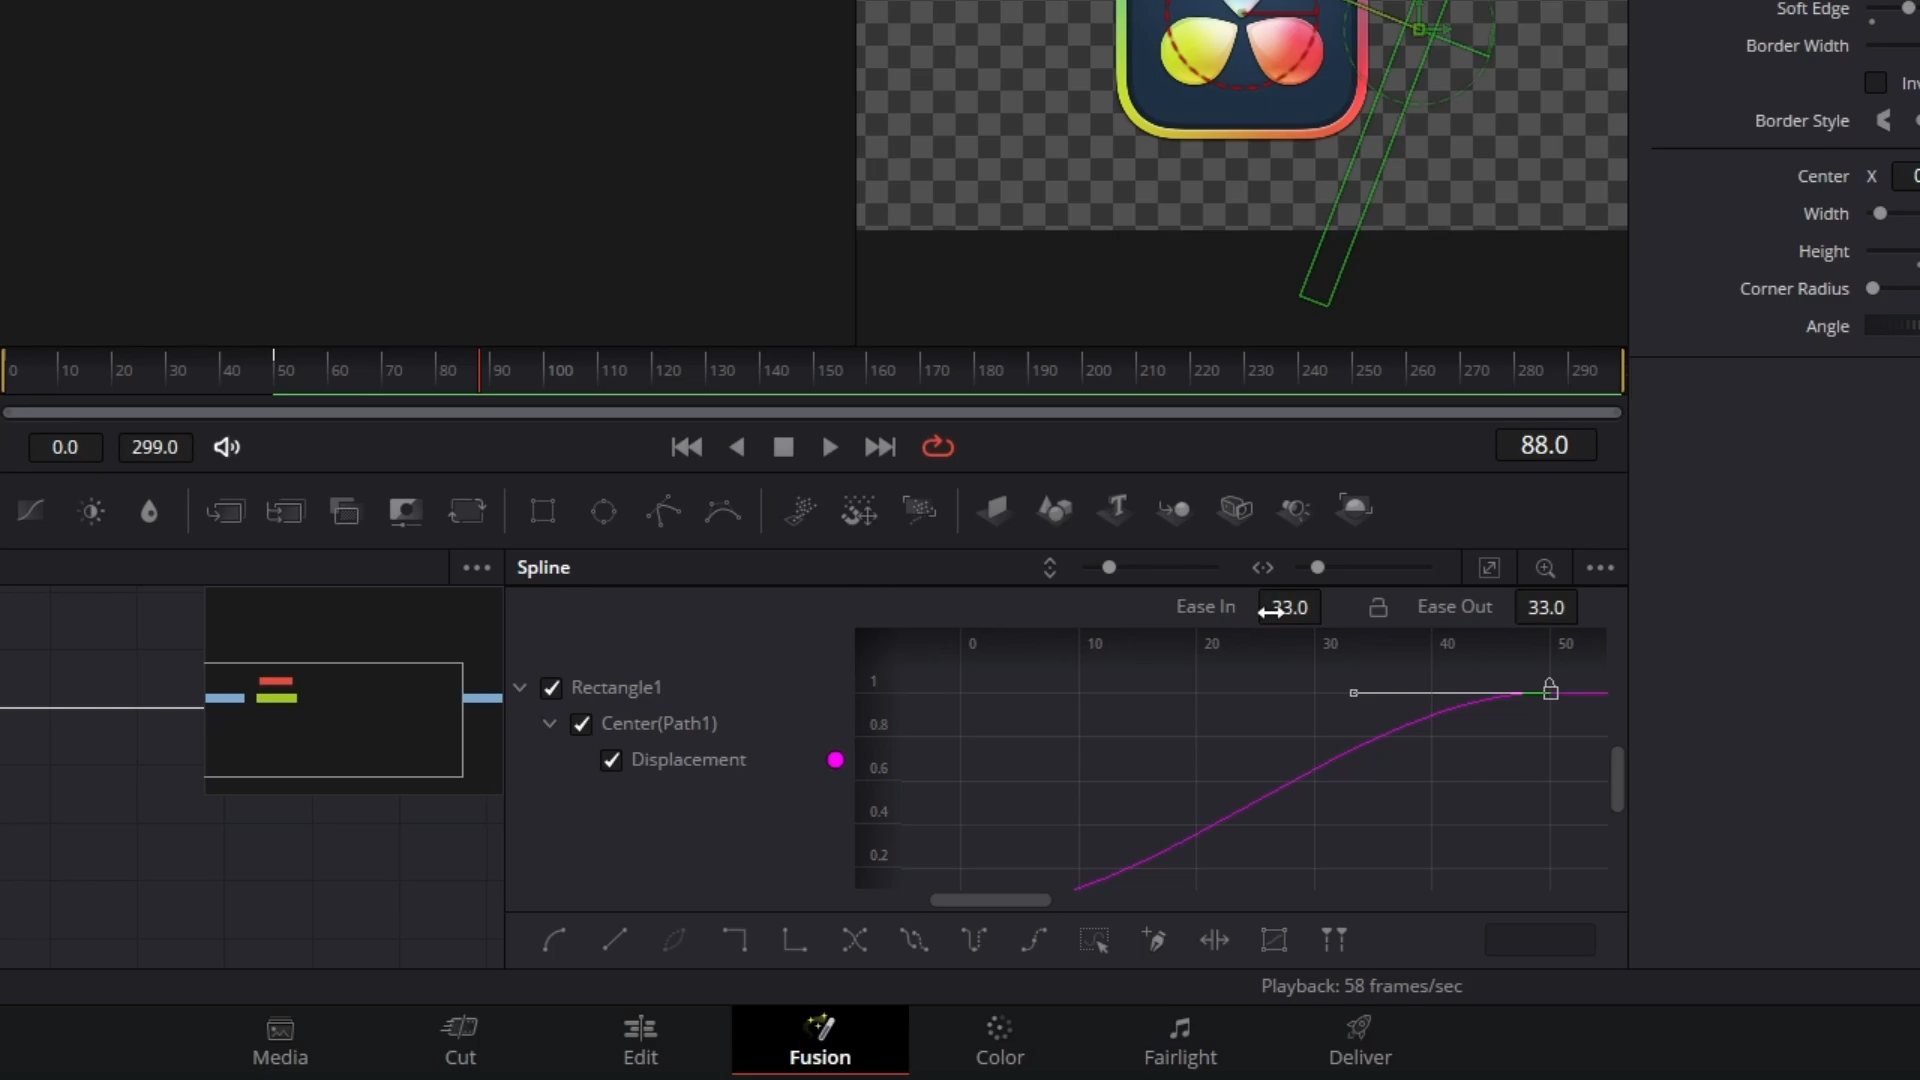 Soft Edge
Border Width
Border Style
Center X
Width
Height
Corner Radius
Angle
0 10 20 30 40 50 60 70 80 90 100 110 120 130 140 150 160 170 180 190 200 210 220 230 240 250 260 270 280 290
0.0 299.0 88.0
Spline
Ease In 33.0 Ease Out 33.0
0 10 20 30 40 50
Rectangle1
Center(Path1)
Displacement
1
0.8
0.6
0.4
0.2
Playback: 58 frames/sec
Media Cut Edit Fusion Color Fairlight Deliver